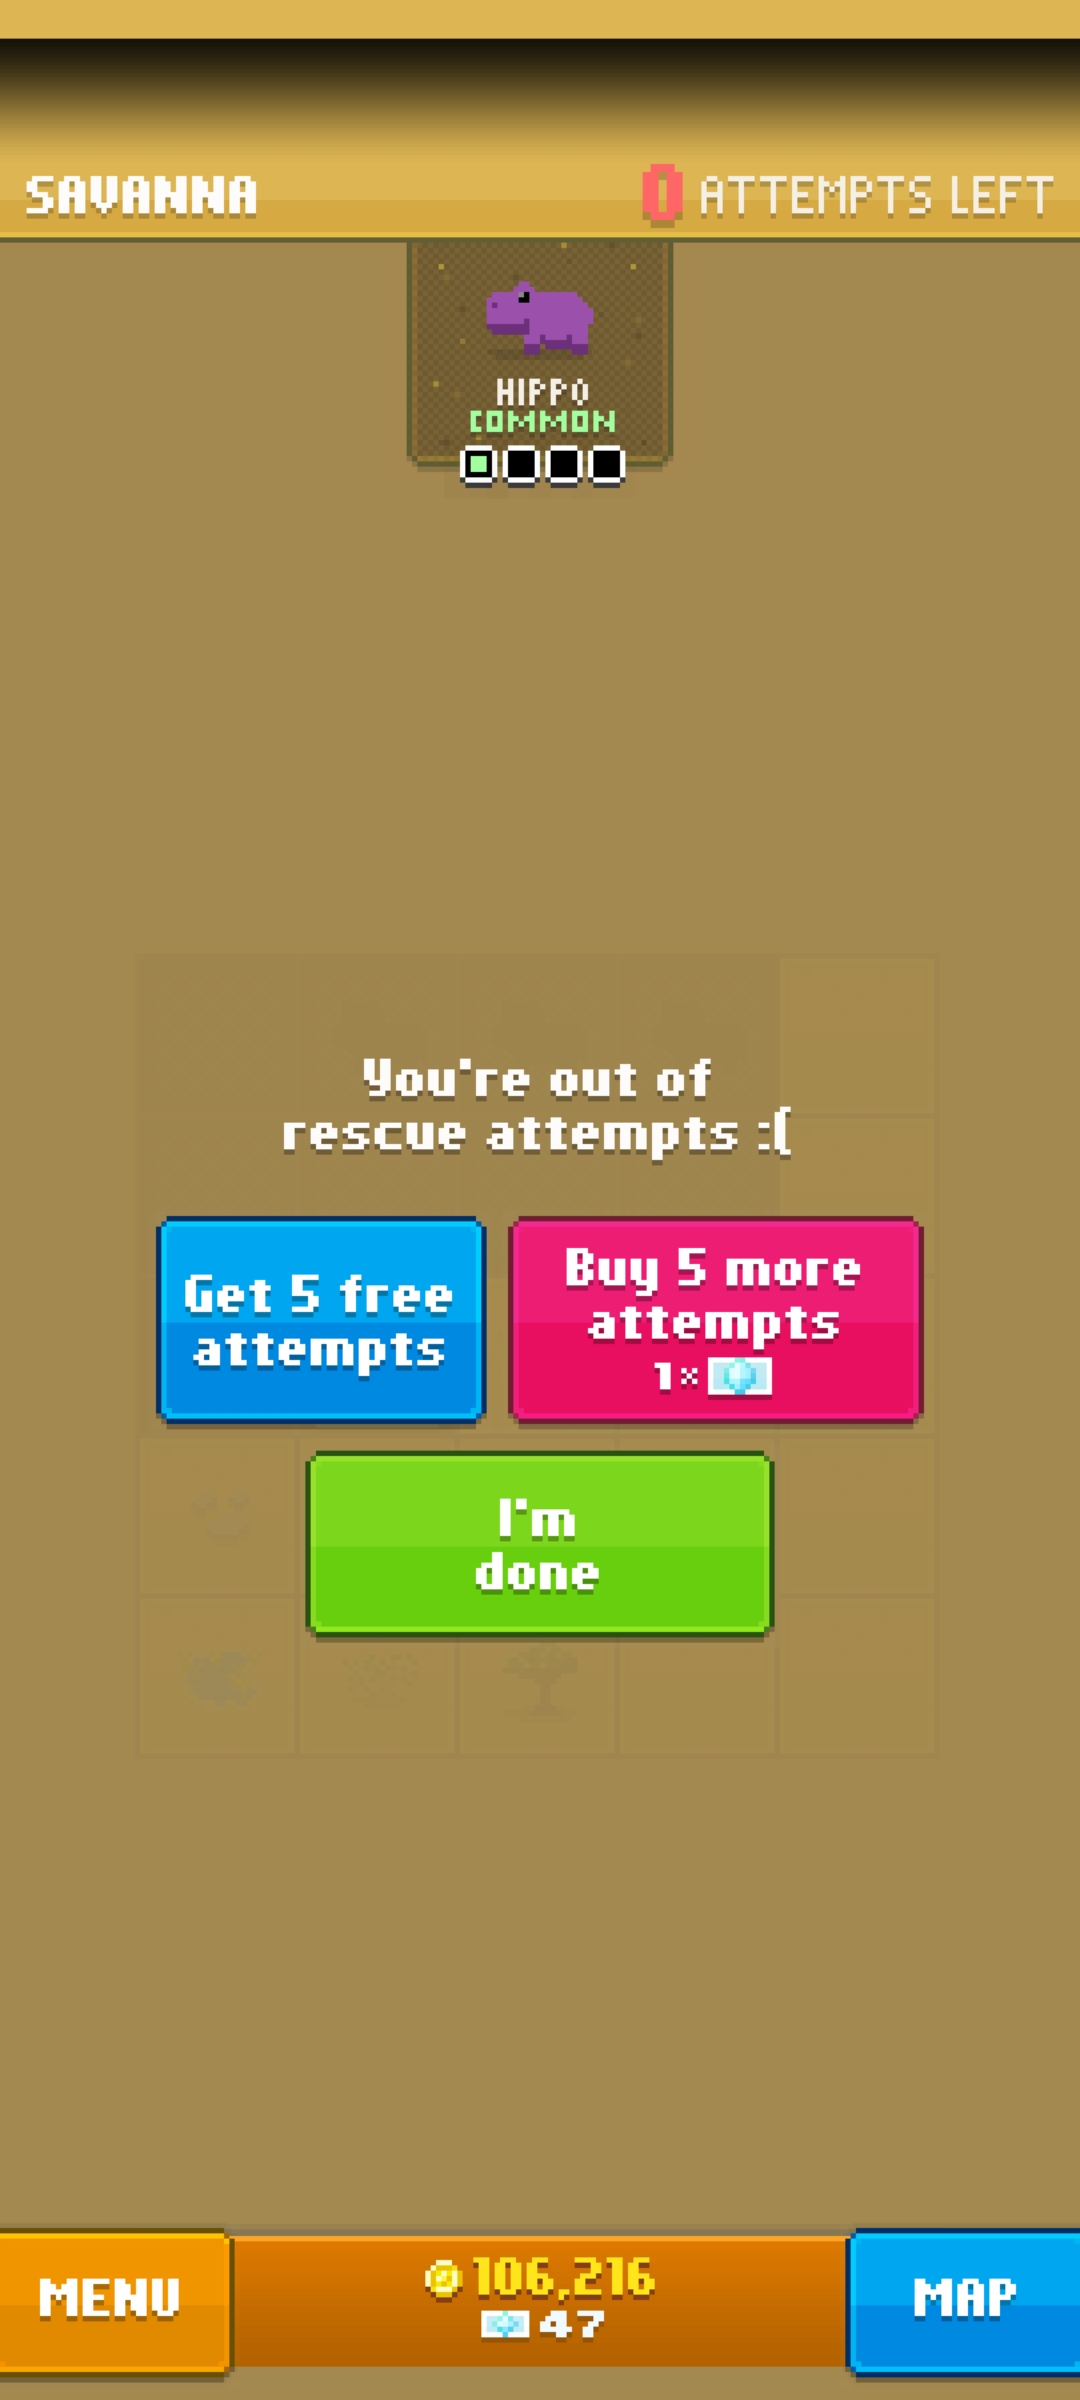 SAVANNA
0 ATTEMPTS LEFT
HIPPO
COMMON
You're out of
rescue attempts :(
Get 5 free
attempts
Buy 5 more
attempts
1×
I'm
done
MENU
106,216
47
MAP